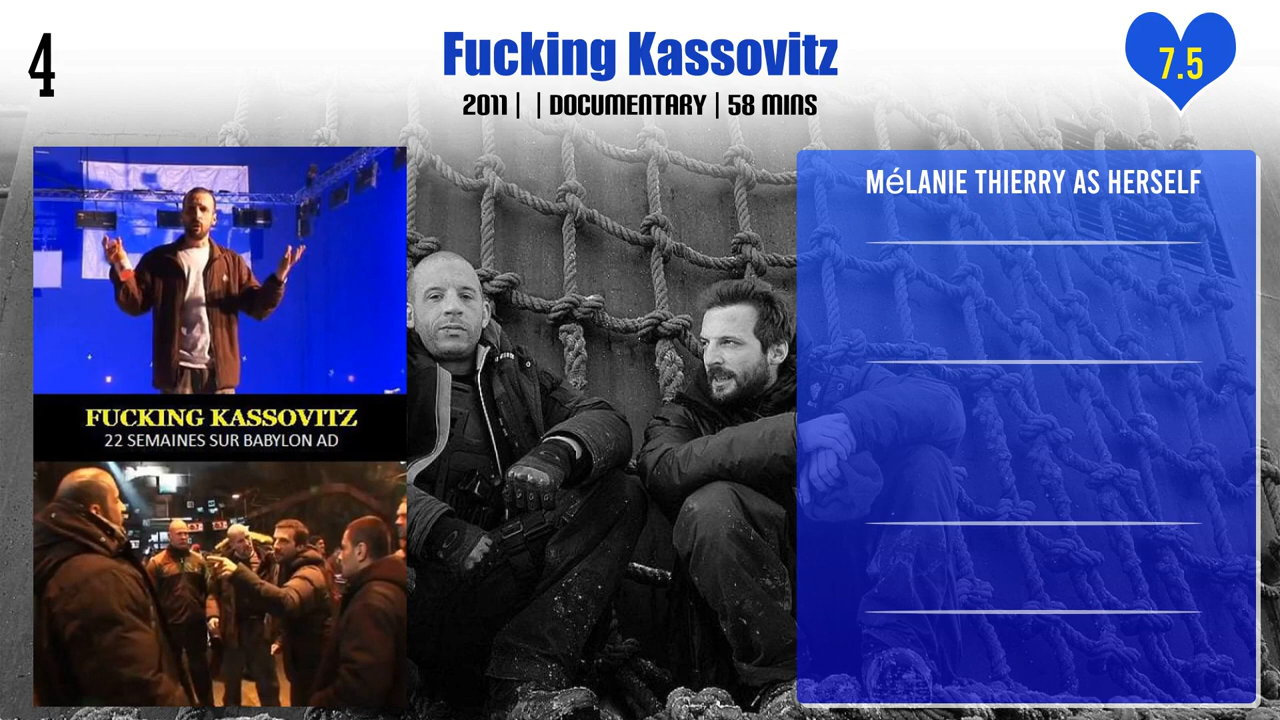 4
Fucking Kassovitz
7.5
2011 | | DOCUMENTARY | 58 MINS
MéLANIE THIERRY AS HERSELF
FUCKING KASSOVITZ
22 SEMAINES SUR BABYLON AD